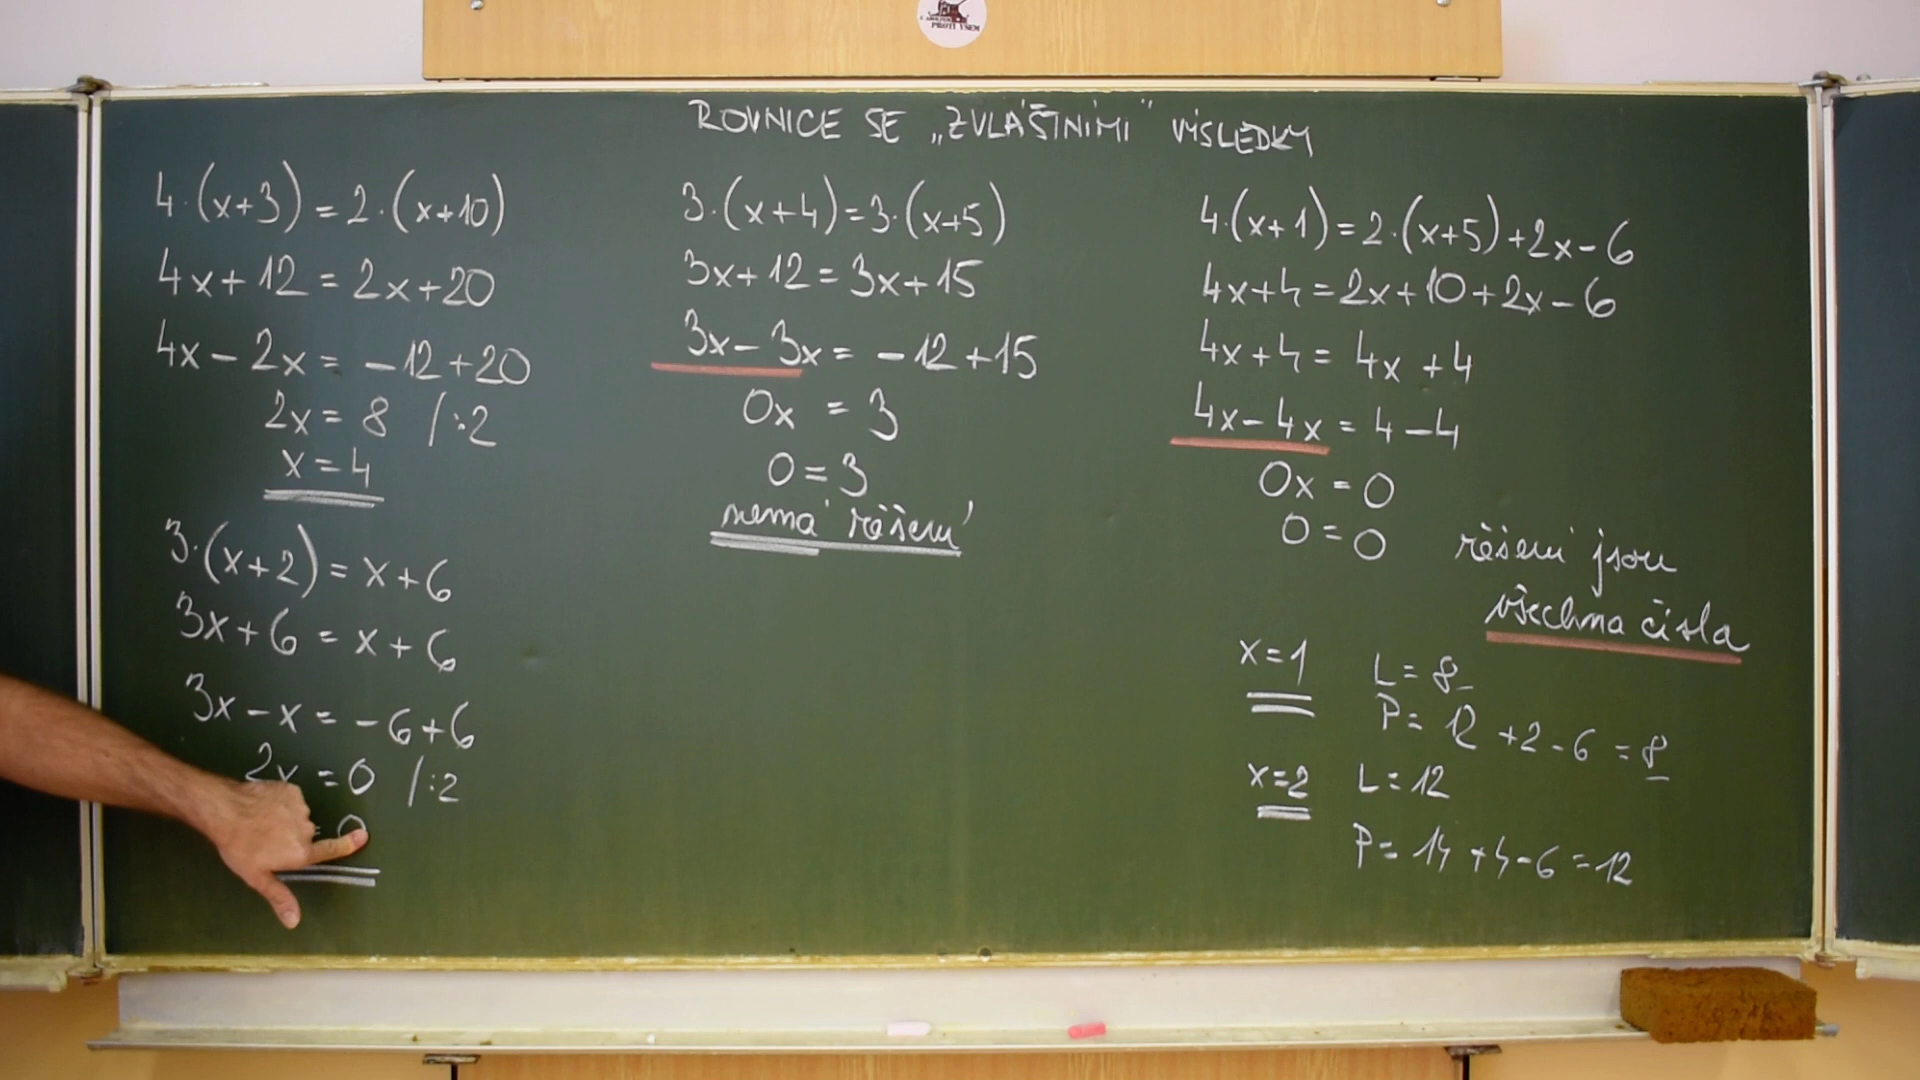 PROTI VŠEM
ROVNICE SE „ZVLÁŠTNÍMI" VÝSLEDKY
4·(x+3)=2·(x+10)
4x+12=2x+20
4x-2x=-12+20
2x=8 /:2
x=4
3·(x+2)=x+6
3x+6=x+6
3x-x=-6+6
2x=0 /:2
=0
3·(x+4)=3·(x+5)
3x+12=3x+15
3x-3x=-12+15
0x=3
0=3
nemá řešení
4·(x+1)=2·(x+5)+2x-6
4x+4=2x+10+2x-6
4x+4=4x+4
4x-4x=4-4
0x=0
0=0
řešení jsou
všechna čísla
x=1 L=8
P=12+2-6=8
x=2 L=12
P=14+4-6=12